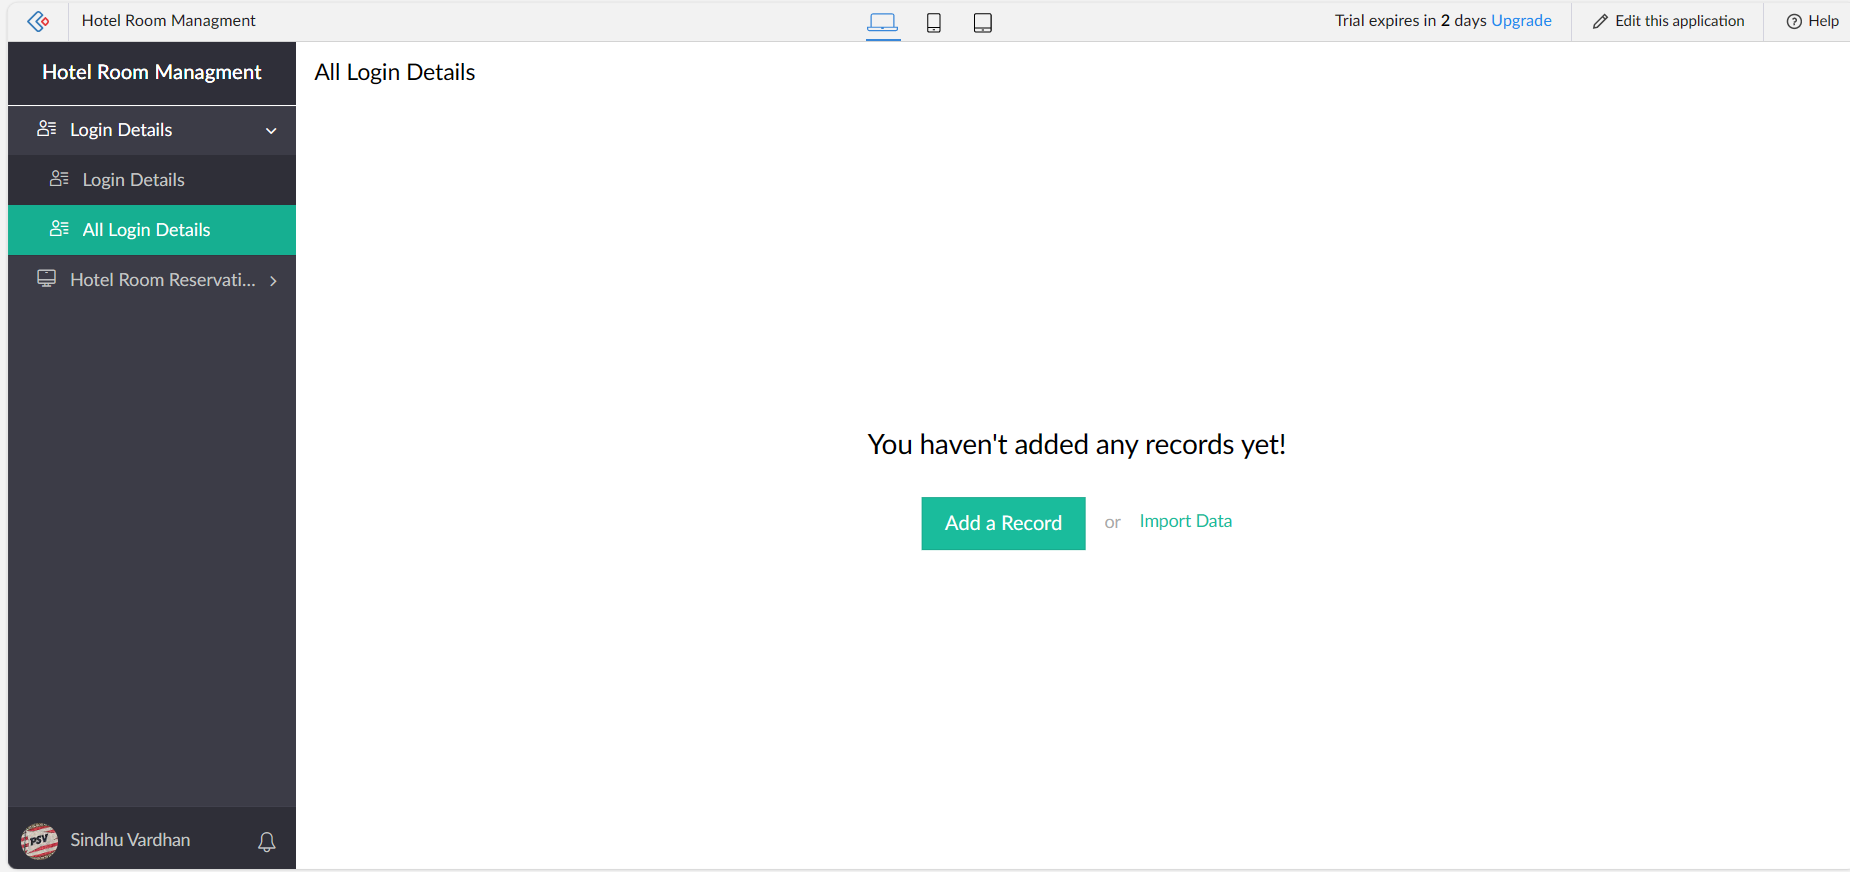 Hotel Room Managment
Trial expires in 2 days Upgrade
Edit this application
Help
Hotel Room Managment
Login Details
Login Details
All Login Details
Hotel Room Reservati...
PSV
Sindhu Vardhan
All Login Details
You haven't added any records yet!
Add a Record or Import Data